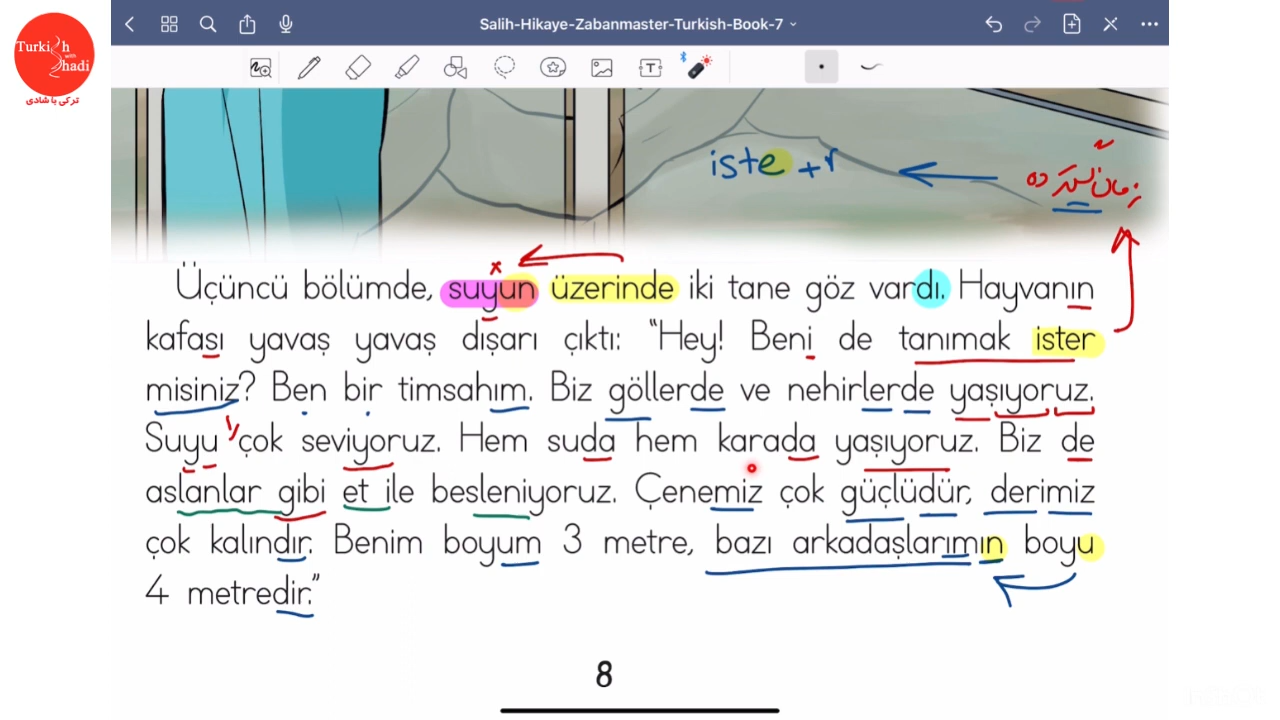 Salih-Hikaye-Zabanmaster-Turkish-Book-7
Turkish
with
Shadi
ترکی با شادی
iste+r
زمان گسترده
Üçüncü bölümde, suyun üzerinde iki tane göz vardı. Hayvanın
kafası yavaş yavaş dışarı çıktı: “Hey! Beni de tanımak ister
misiniz? Ben bir timsahım. Biz göllerde ve nehirlerde yaşıyoruz.
Suyu çok seviyoruz. Hem suda hem karada yaşıyoruz. Biz de
aslanlar gibi et ile besleniyoruz. Çenemiz çok güçlüdür, derimiz
çok kalındır. Benim boyum 3 metre, bazı arkadaşlarımın boyu
4 metredir.”
8